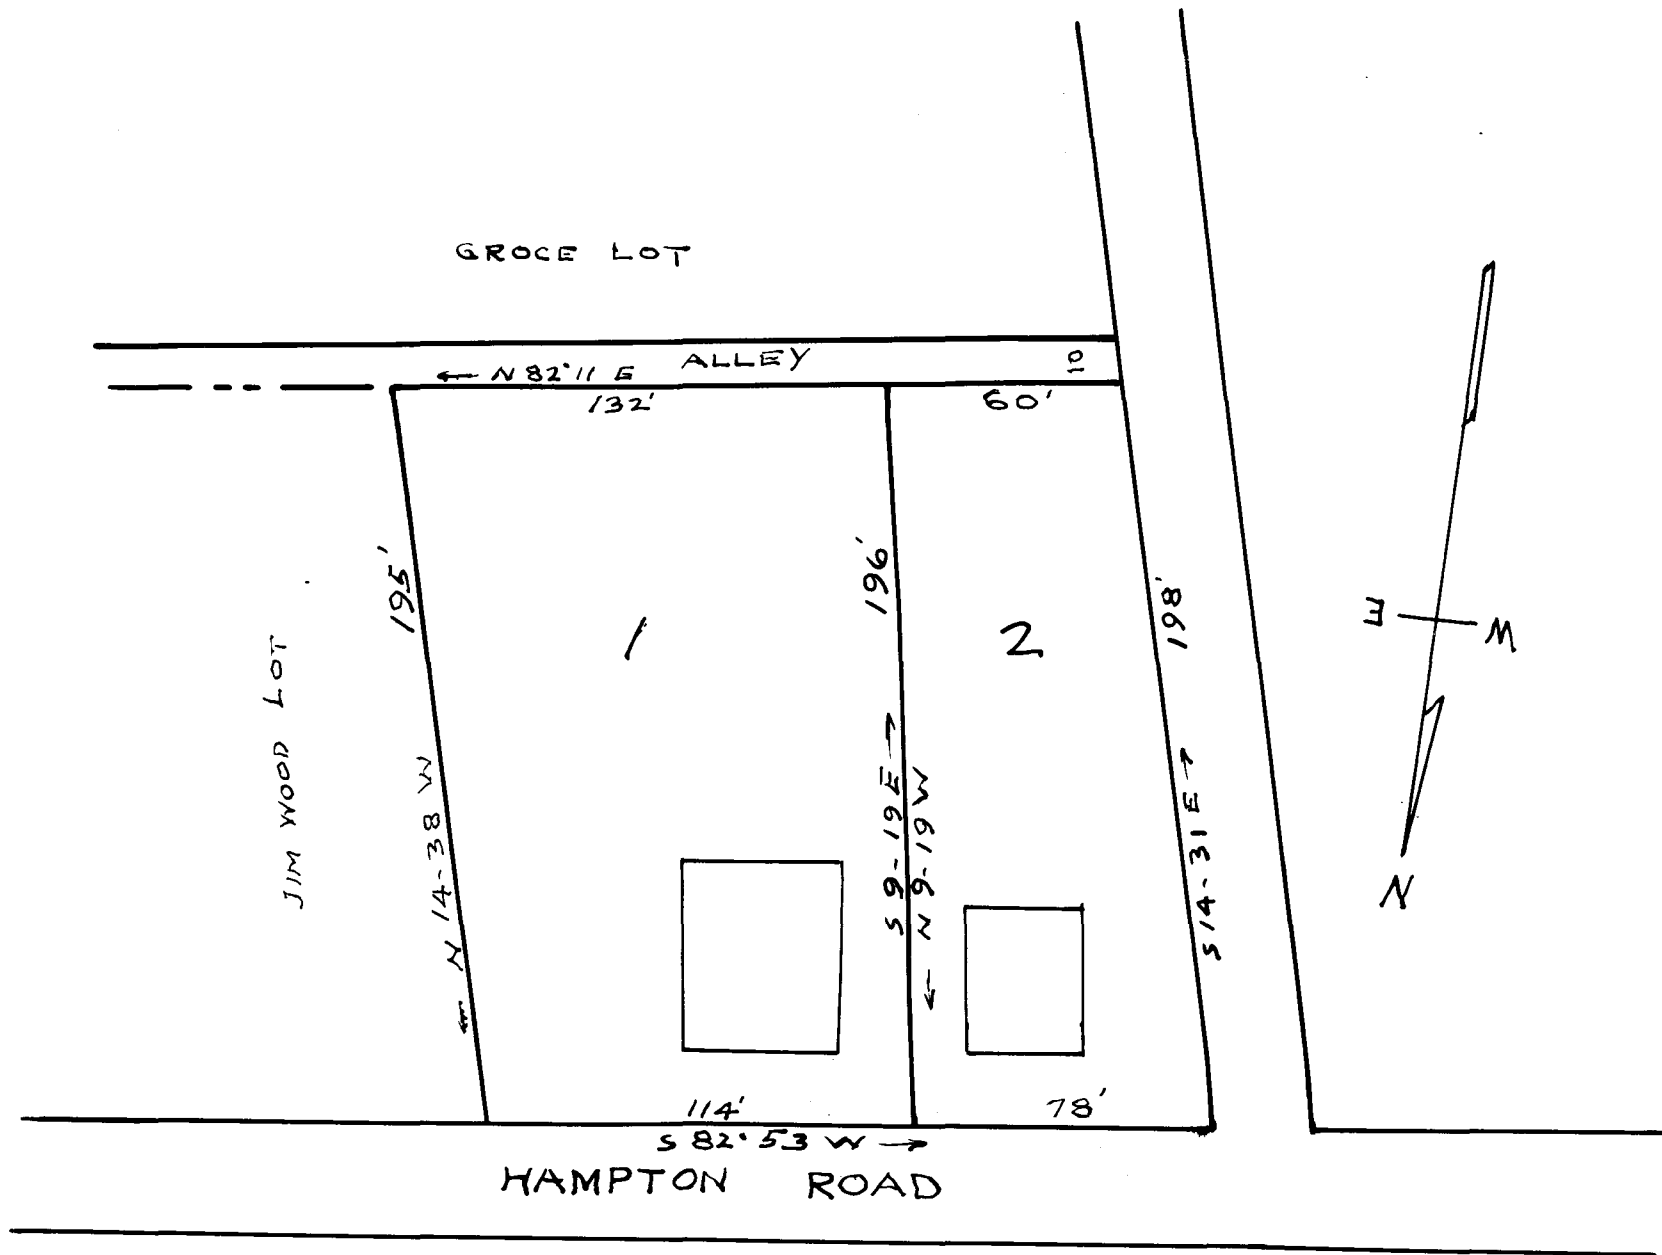 GROCE LOT
ALLEY
← N 82°11 E
10
132'
60'
195'
196'
198'
1
2
JIM WOOD LOT
← N 14-38 W
S 9-19 E →
← N 9-19 W
S 14-31 E →
E
W
N
114'
78'
S 82°53 W →
HAMPTON ROAD